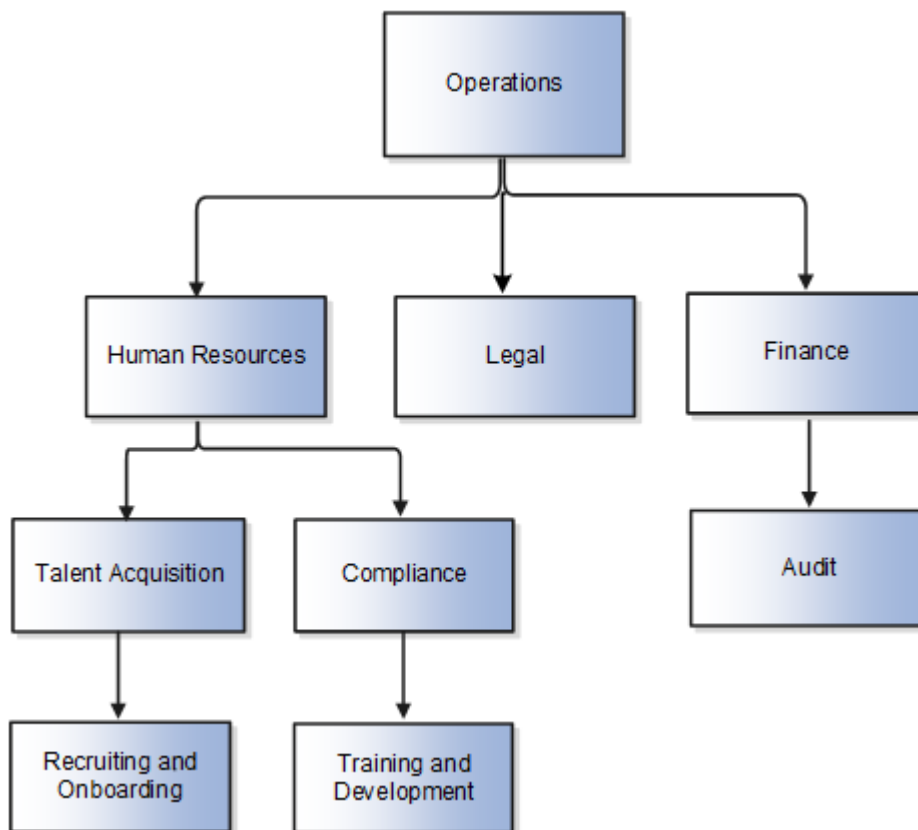 Operations
Human Resources
Legal
Finance
Talent Acquisition
Compliance
Audit
Recruiting and
Onboarding
Training and
Development